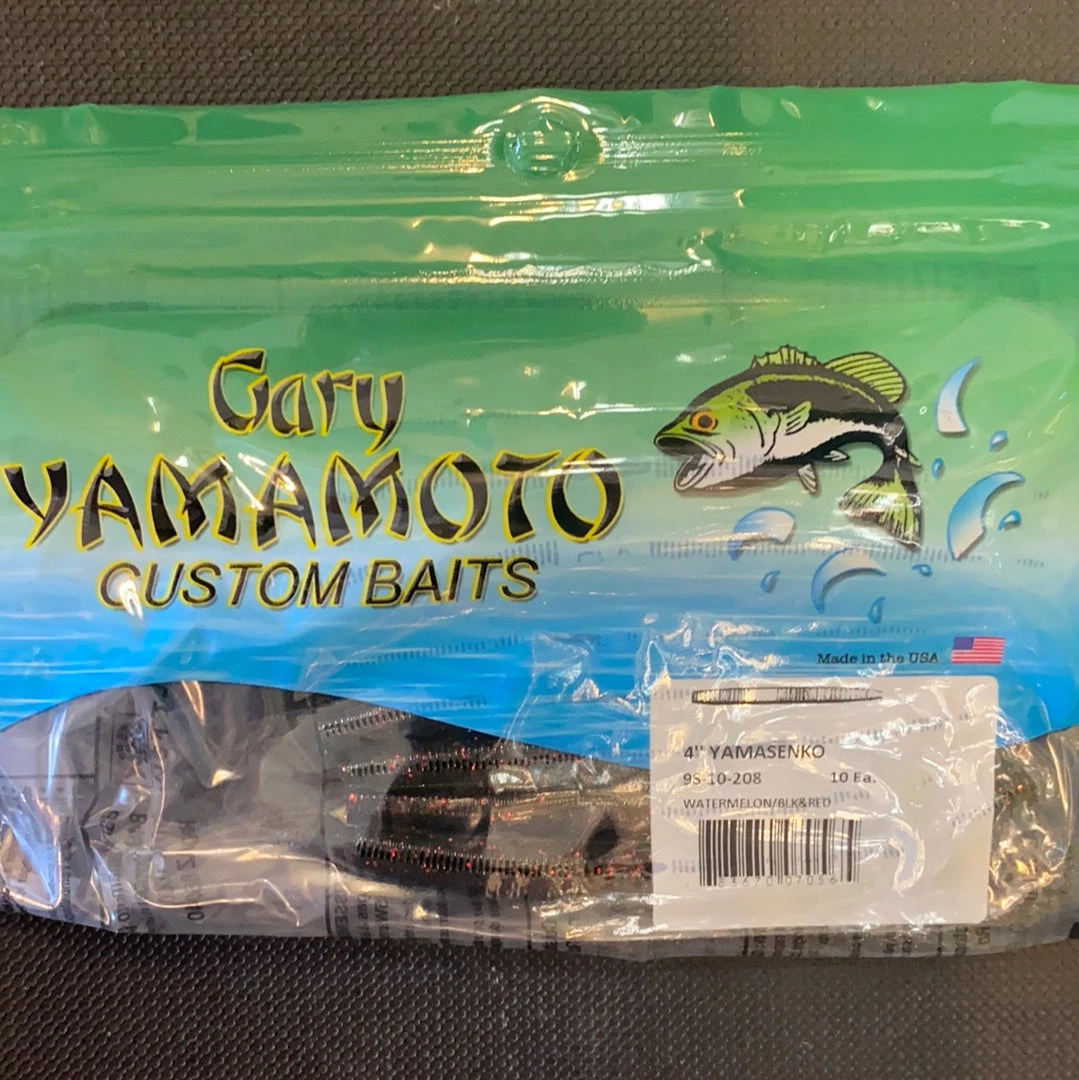 Gary
YAMAMOTO
CUSTOM BAITS
Made in the USA
4" YAMASENKO
9S-10-208 10 Ea.
WATERMELON/BLK&RED